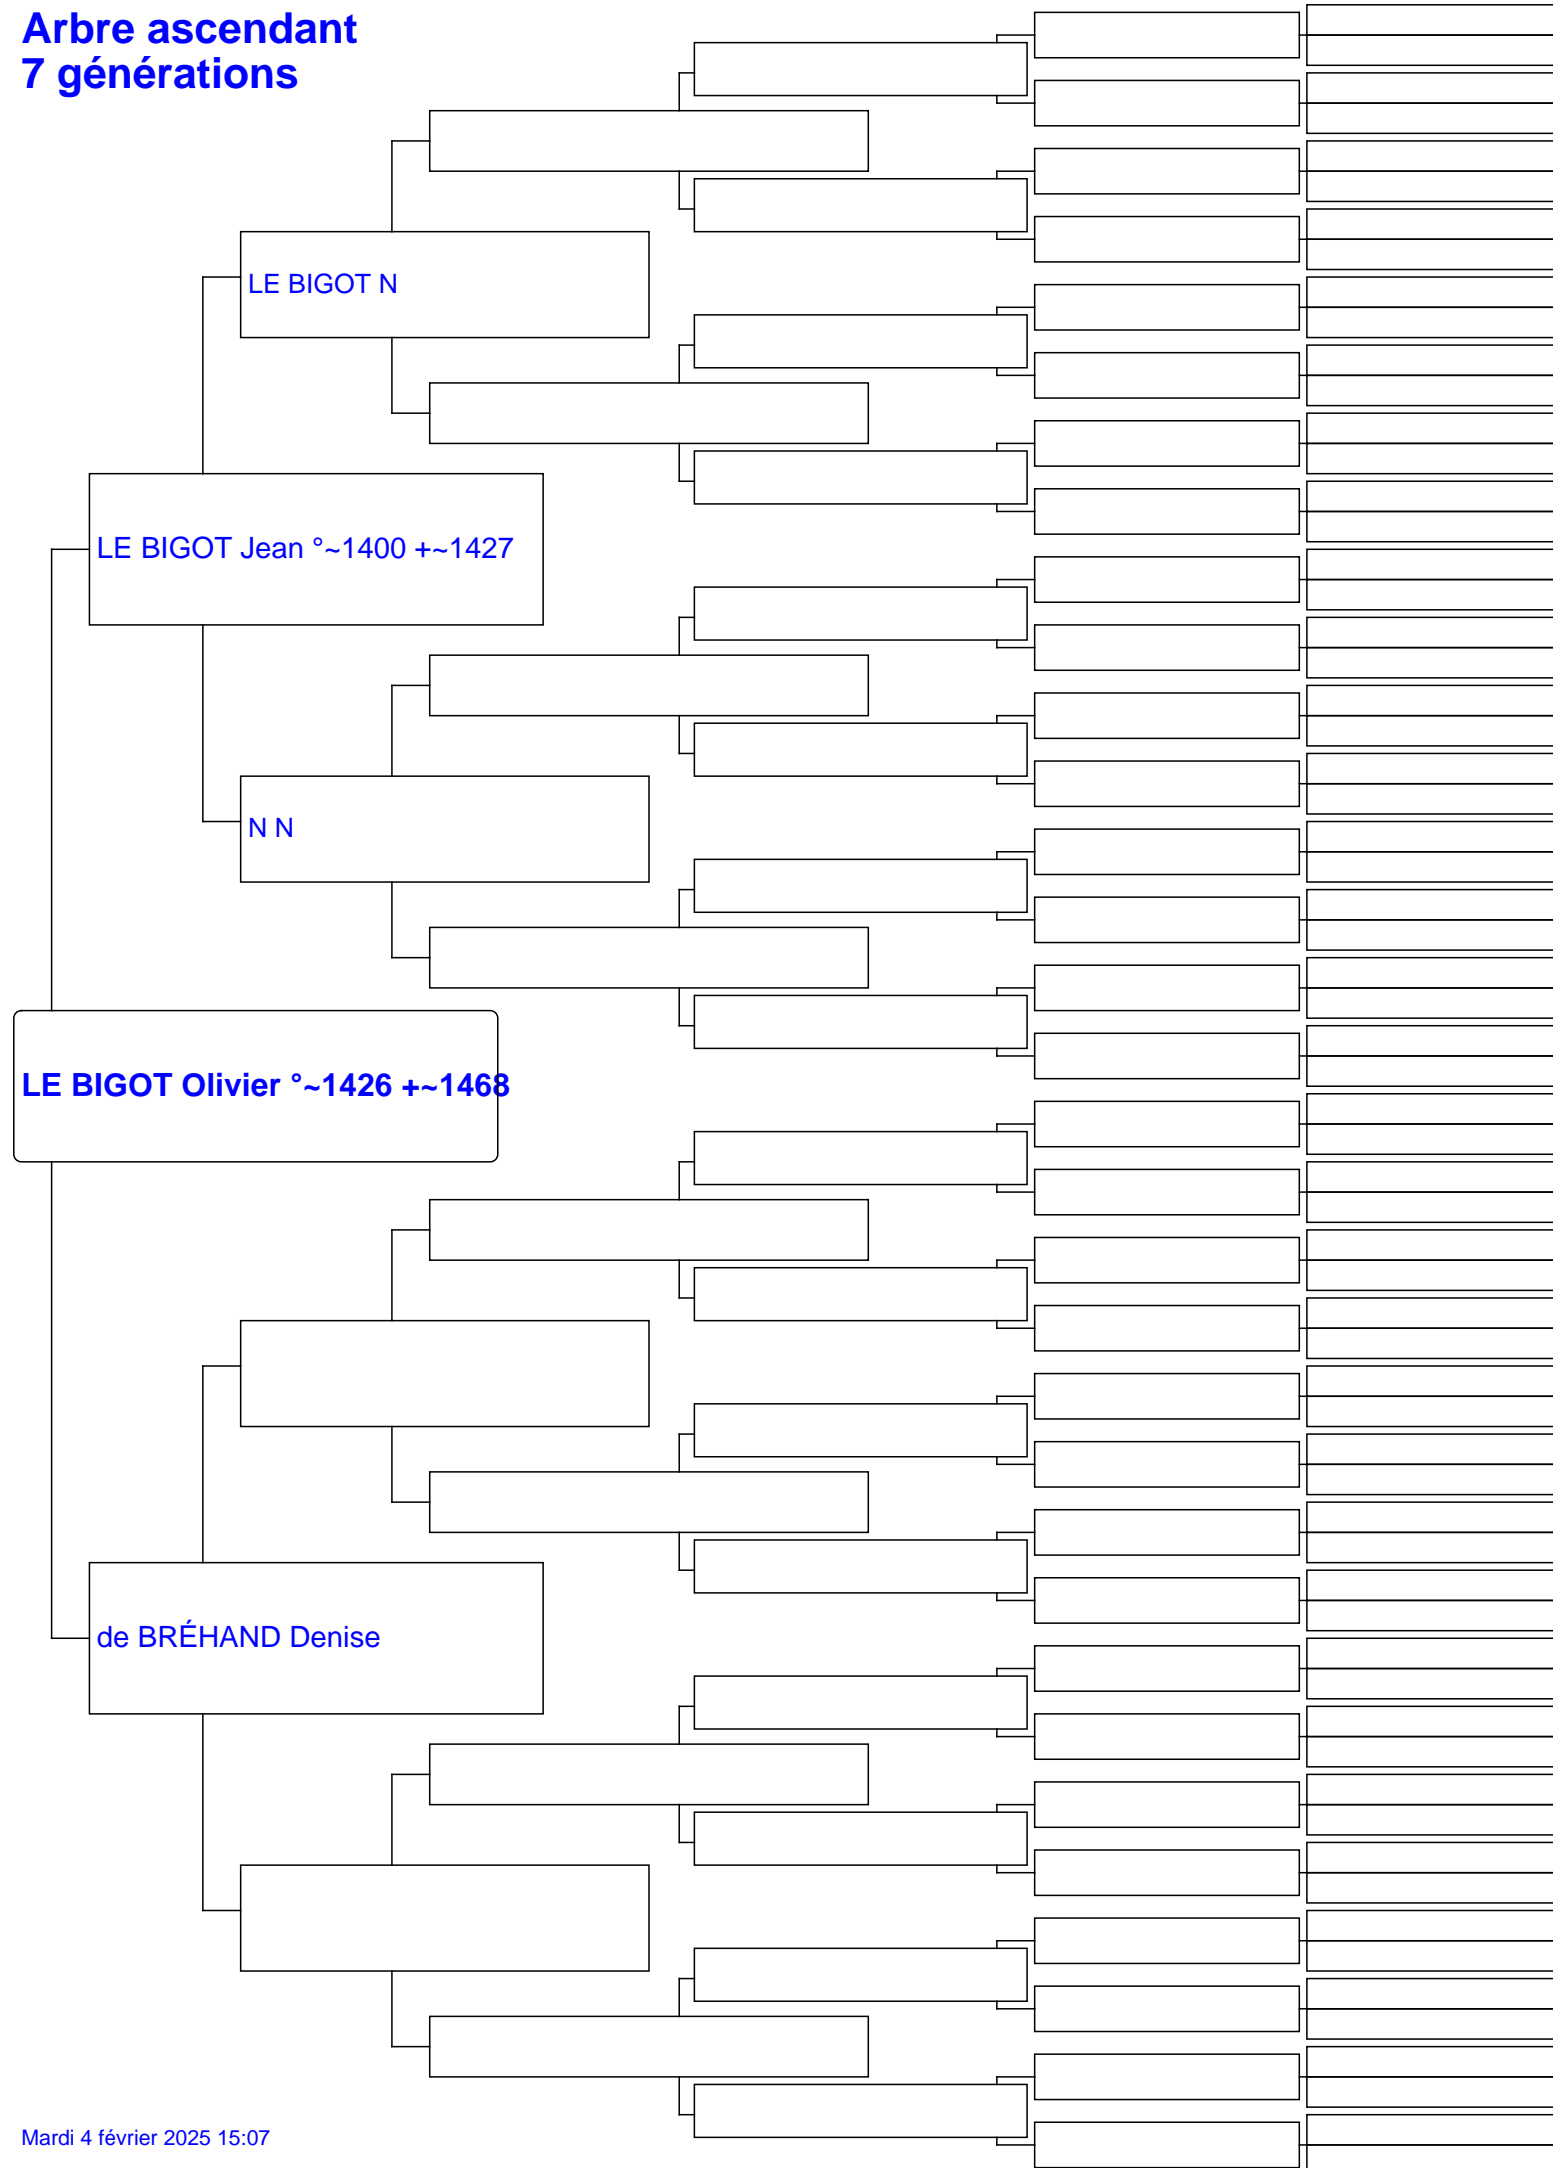 Arbre ascendant
7 générations
LE BIGOT N
LE BIGOT Jean °~1400 +~1427
N N
LE BIGOT Olivier °~1426 +~1468
de BRÉHAND Denise
Mardi 4 février 2025 15:07